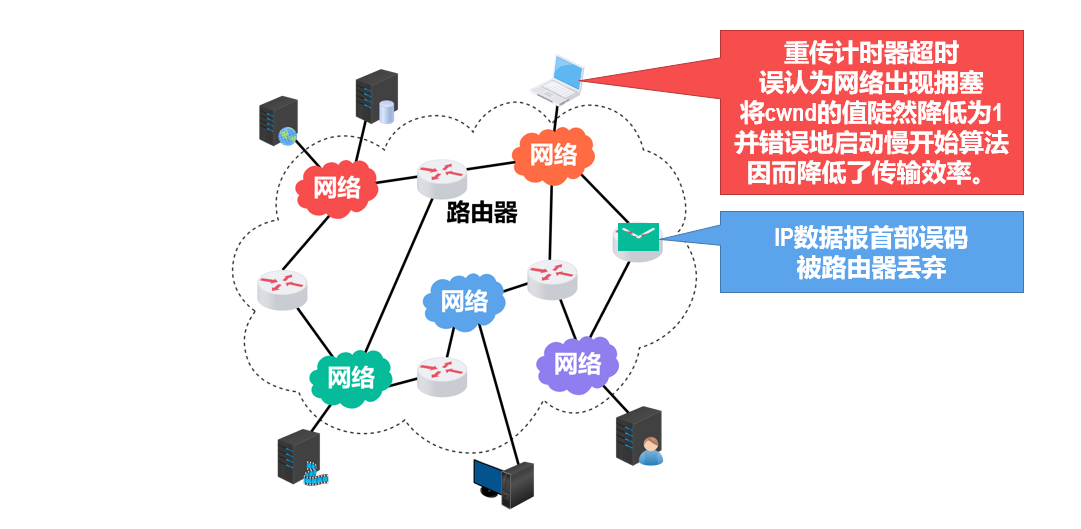 重传计时器超时
误认为网络出现拥塞
将cwnd的值陡然降低为1
并错误地启动慢开始算法
因而降低了传输效率。
网络
网络
路由器
IP数据报首部误码
被路由器丢弃
网络
网络
网络